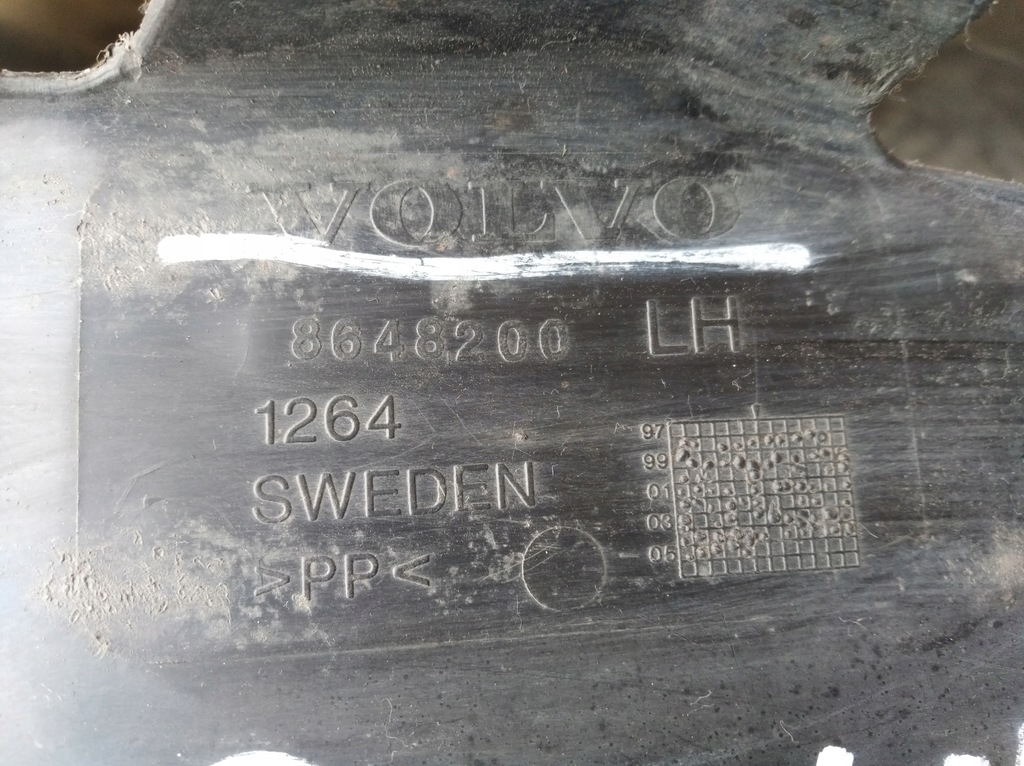 VOLVO
8648200 LH
1264
SWEDEN
>PP<
97
99
01
03
05